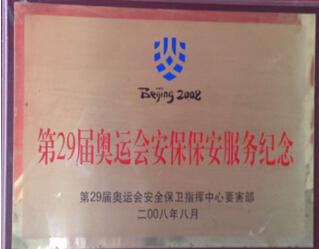 Beijing 2008
第29届奥运会安保保安服务纪念
第29届奥运会安全保卫指挥中心要害部
二00八年八月